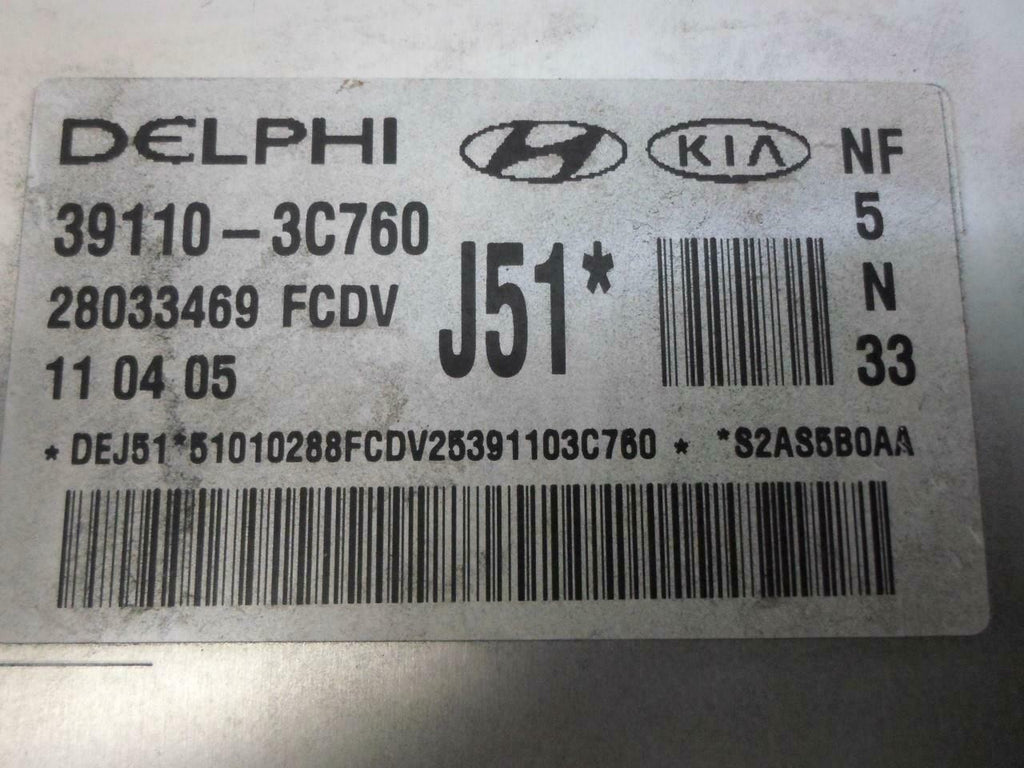 DELPHI H KIA NF
39110-3C760
5
J51*
28033469 FCDV
N
11 04 05
33
* DEJ51*51010288FCDV25391103C760 * *S2AS5B0AA